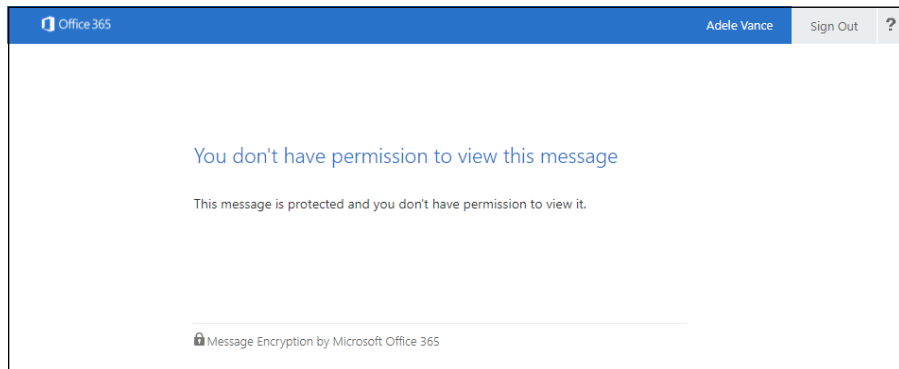 Office 365 Adele Vance Sign Out ?
You don't have permission to view this message
This message is protected and you don't have permission to view it.
Message Encryption by Microsoft Office 365